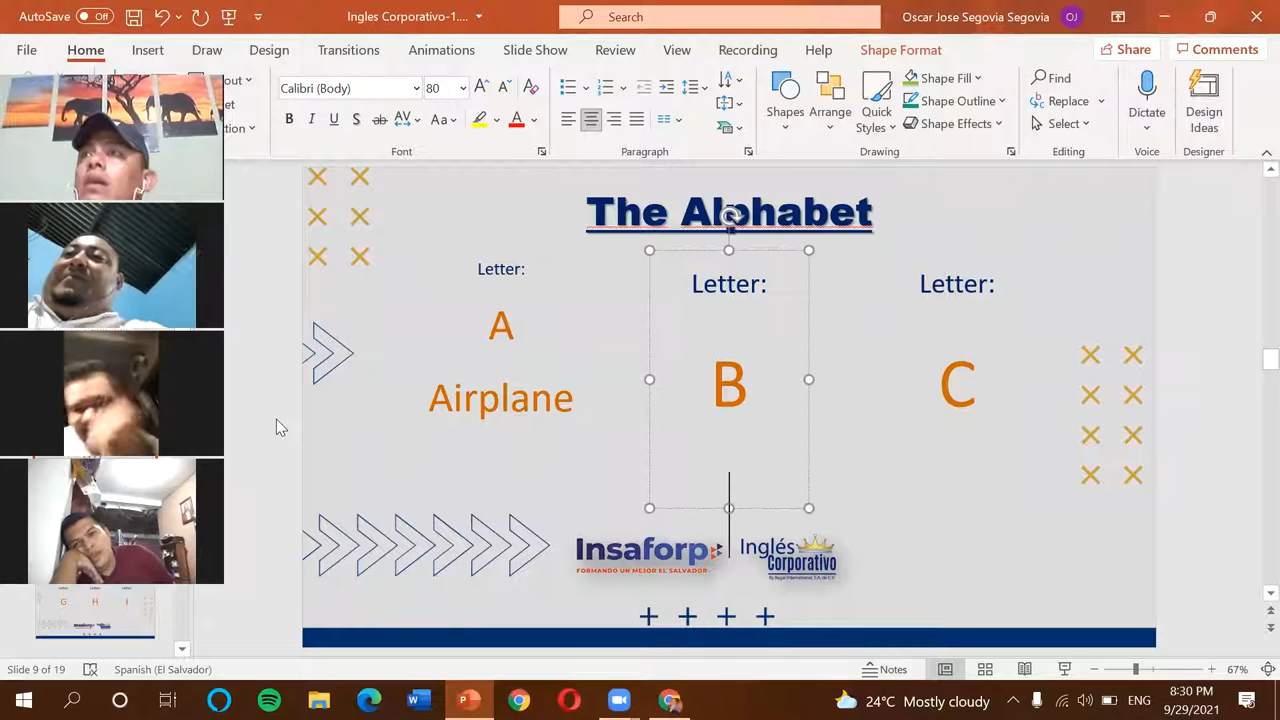 AutoSave Off Ingles Corporativo-1.... Search Oscar Jose Segovia Segovia OJ
File Home Insert Draw Design Transitions Animations Slide Show Review View Recording Help Shape Format Share Comments
Calibri (Body) 80
Shape Fill
Shape Outline
Shape Effects
Shapes Arrange Quick Styles
Find
Replace
Select
Dictate
Design Ideas
Font Paragraph Drawing Editing Voice Designer
The Alphabet
Letter: Letter: Letter:
A B C
Airplane
Insaforp
FORMANDO UN MEJOR EL SALVADOR
Inglés
Corporativo
G H I
Slide 9 of 19 Spanish (El Salvador) Notes 67%
24°C Mostly cloudy ENG 8:30 PM
9/29/2021